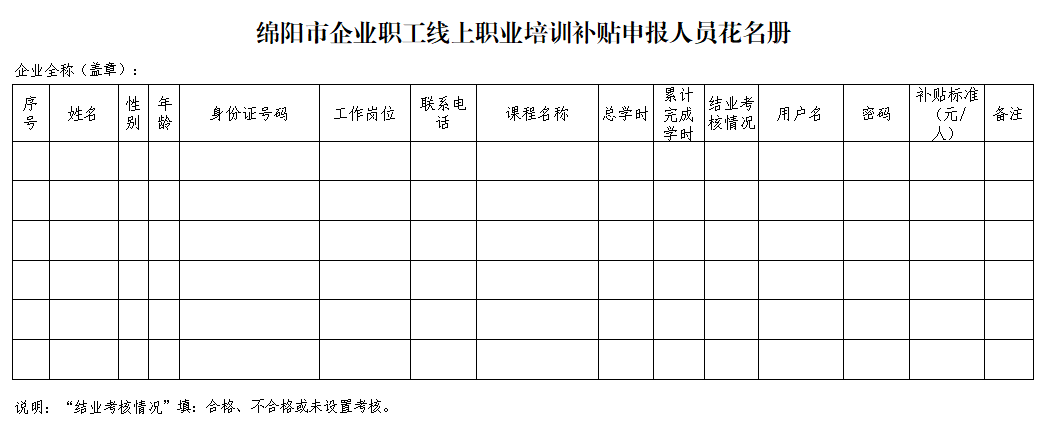 绵阳市企业职工线上职业培训补贴申报人员花名册
企业全称（盖章）：
序号 姓名 性别 年龄 身份证号码 工作岗位 联系电话 课程名称 总学时 累计完成学时 结业考核情况 用户名 密码 补贴标准（元/人） 备注
说明：“结业考核情况”填：合格、不合格或未设置考核。